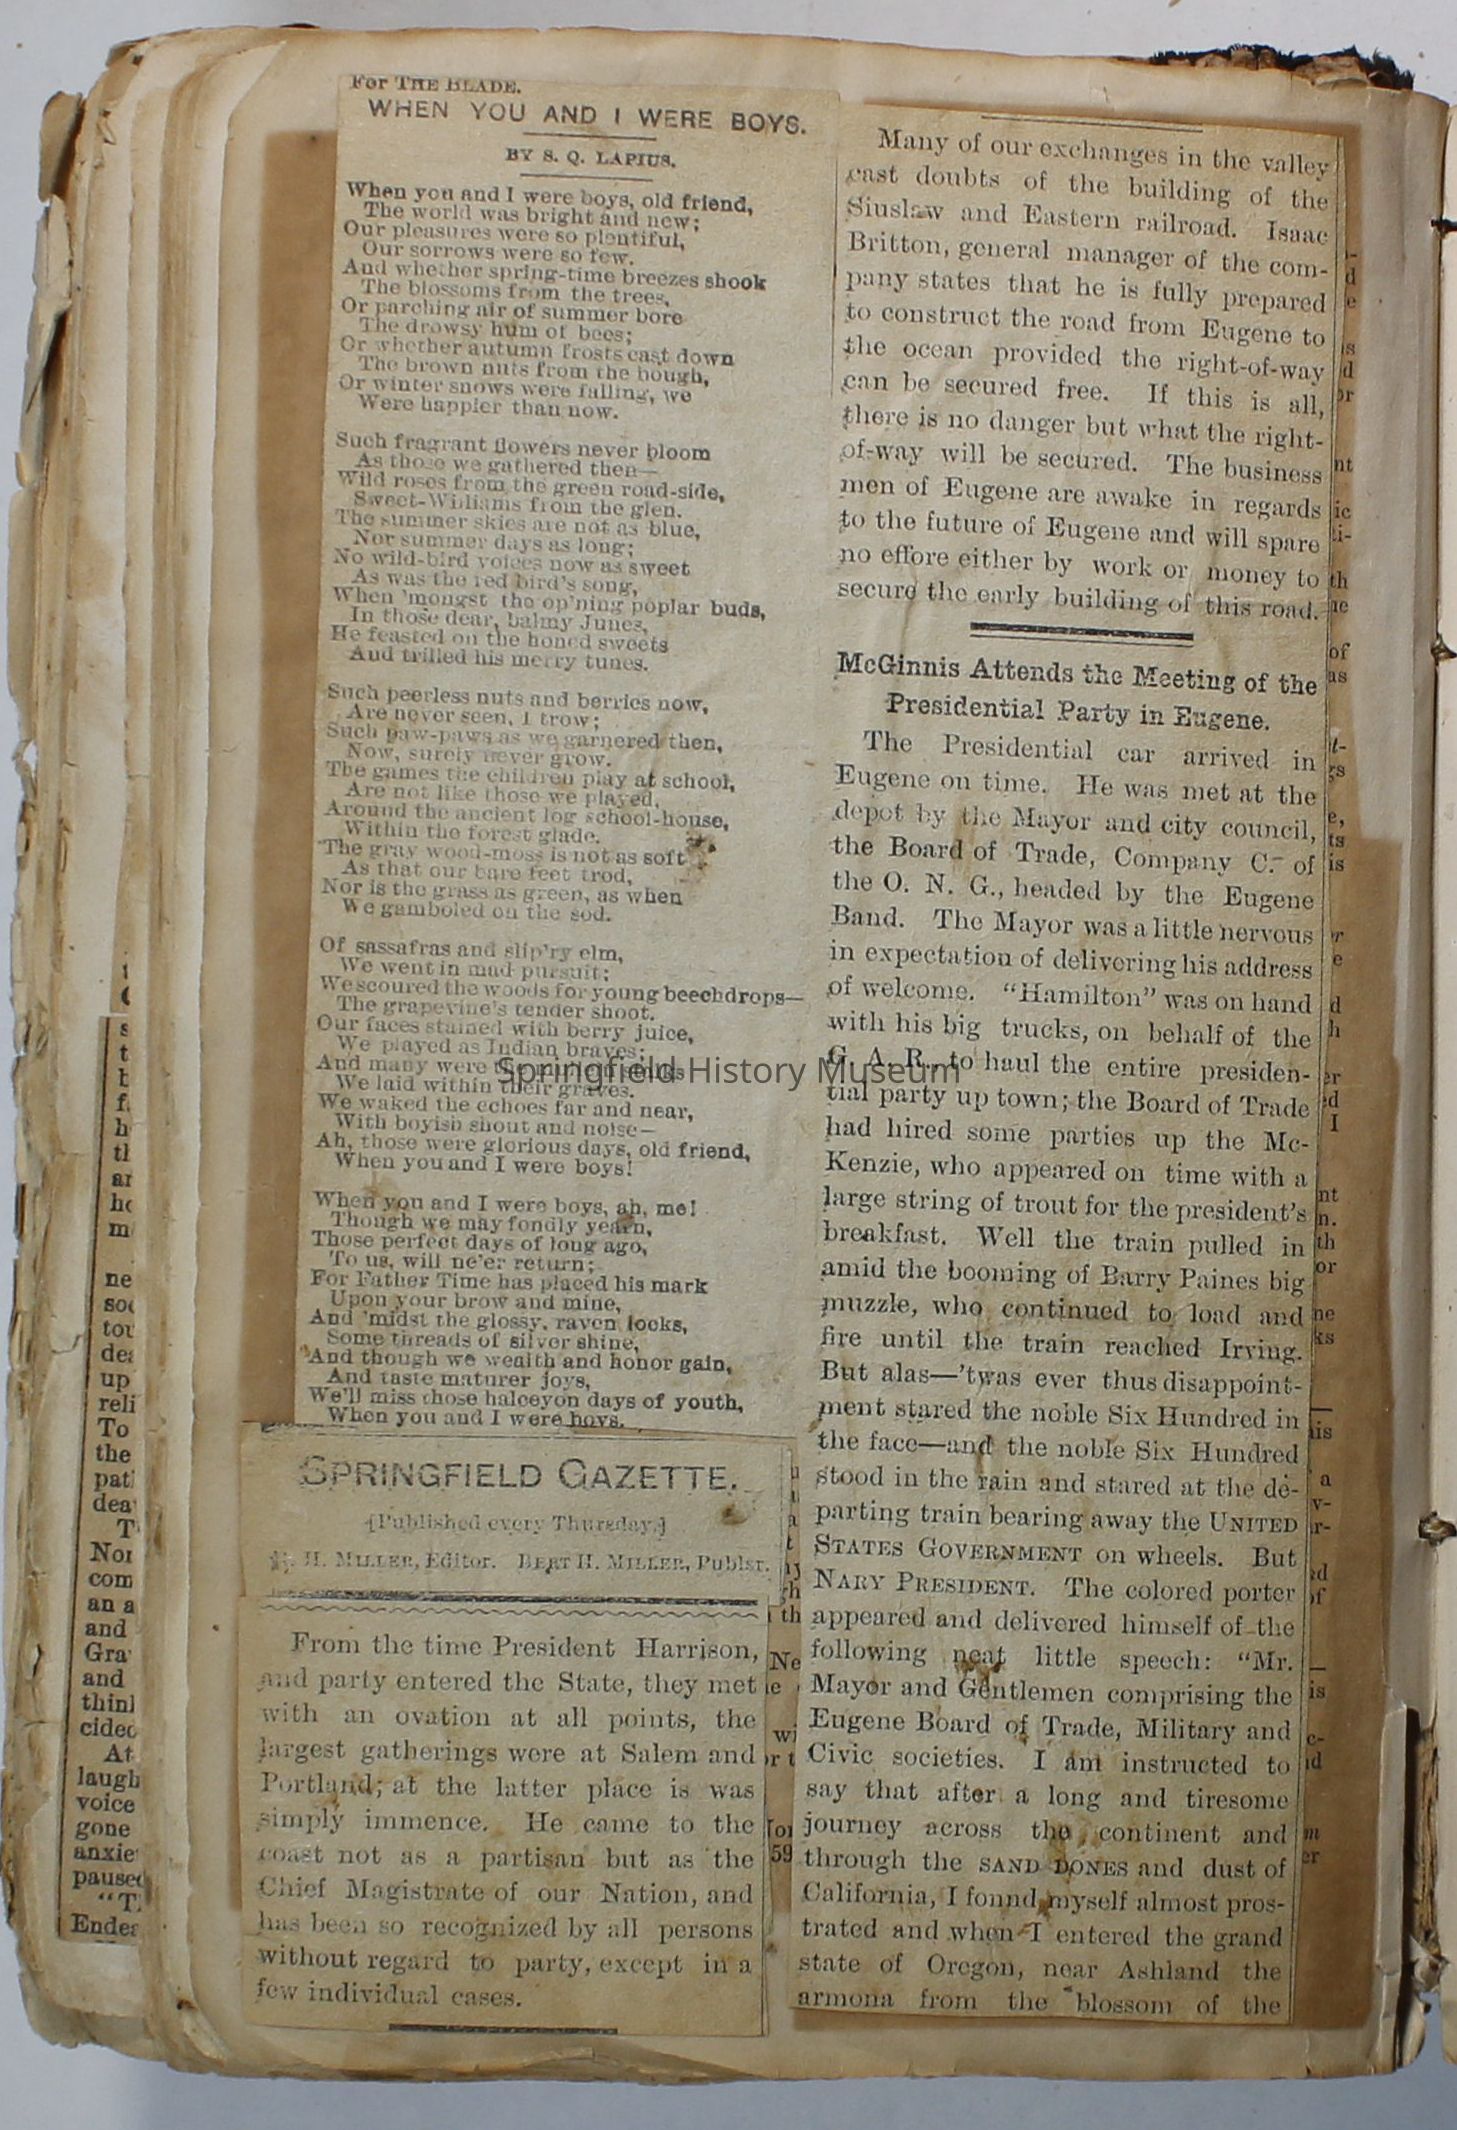 For THE BLADE.
WHEN YOU AND I WERE BOYS.
BY S. Q. LAPIUS.
When you and I were boys, old friend,
The world was bright and new;
Our pleasures were so plentiful,
Our sorrows were so few.
And whether spring-time breezes shook
The blossoms from the trees,
Or parching air of summer bore
The drowsy hum of bees;
Or whether autumn frosts cast down
The brown nuts from the bough,
Or winter snows were falling, we
Were happier than now.
Such fragrant flowers never bloom
As those we gathered then—
Wild roses from the green road-side,
Sweet-Williams from the glen.
The summer skies are not as blue,
Nor summer days as long;
No wild-bird voices now as sweet
As was the red bird's song,
When 'mongst the op'ning poplar buds,
In those dear, balmy Junes,
He feasted on the honed sweets
And trilled his merry tunes.
Such peerless nuts and berries now,
Are never seen, I trow;
Such paw-paws as we garnered then,
Now, surely never grow.
The games the children play at school,
Are not like those we played,
Around the ancient log school-house,
Within the forest glade.
The gray wood-moss is not as soft
As that our bare feet trod,
Nor is the grass as green, as when
We gamboled on the sod.
Of sassafras and slip'ry elm,
We went in mad pursuit;
We scoured the woods for young beechdrops—
The grapevine's tender shoot.
Our faces stained with berry juice,
We played as Indian braves;
And many were the
We laid within their graves.
We waked the echoes far and near,
With boyish shout and noise—
Ah, those were glorious days, old friend,
When you and I were boys!
When you and I were boys, ah, me!
Though we may fondly yearn,
Those perfect days of long ago,
To us, will ne'er return;
For Father Time has placed his mark
Upon your brow and mine,
And 'midst the glossy, raven locks,
Some threads of silver shine,
And though we wealth and honor gain,
And taste maturer joys,
We'll miss those halceyon days of youth,
When you and I were boys.
SPRINGFIELD GAZETTE.
{Published every Thursday.}
H. MILLER, Editor. BERT H. MILLER, Publsr.
From the time President Harrison,
and party entered the State, they met
with an ovation at all points, the
largest gatherings were at Salem and
Portland; at the latter place is was
simply immence. He came to the
coast not as a partisan but as the
Chief Magistrate of our Nation, and
has been so recognized by all persons
without regard to party, except in a
few individual cases.
Many of our exchanges in the valley
cast doubts of the building of the
Siuslaw and Eastern railroad. Isaac
Britton, general manager of the com-
pany states that he is fully prepared
to construct the road from Eugene to
the ocean provided the right-of-way
can be secured free. If this is all,
there is no danger but what the right-
of-way will be secured. The business
men of Eugene are awake in regards
to the future of Eugene and will spare
no effore either by work or money to
secure the early building of this road.
McGinnis Attends the Meeting of the
Presidential Party in Eugene.
The Presidential car arrived in
Eugene on time. He was met at the
depot by the Mayor and city council,
the Board of Trade, Company C. of
the O. N. G., headed by the Eugene
Band. The Mayor was a little nervous
in expectation of delivering his address
of welcome. "Hamilton" was on hand
with his big trucks, on behalf of the
G. A. R., to haul the entire presiden-
tial party up town; the Board of Trade
had hired some parties up the Mc-
Kenzie, who appeared on time with a
large string of trout for the president's
breakfast. Well the train pulled in
amid the booming of Barry Paines big
muzzle, who continued to load and
fire until the train reached Irving.
But alas—'twas ever thus disappoint-
ment stared the noble Six Hundred in
the face—and the noble Six Hundred
stood in the rain and stared at the de-
parting train bearing away the UNITED
STATES GOVERNMENT on wheels. But
NARY PRESIDENT. The colored porter
appeared and delivered himself of the
following neat little speech: "Mr.
Mayor and Gentlemen comprising the
Eugene Board of Trade, Military and
Civic societies. I am instructed to
say that after a long and tiresome
journey across the continent and
through the SAND DONES and dust of
California, I fonnd myself almost pros-
trated and when I entered the grand
state of Oregon, near Ashland the
armona from the blossom of the
Springfield History Museum